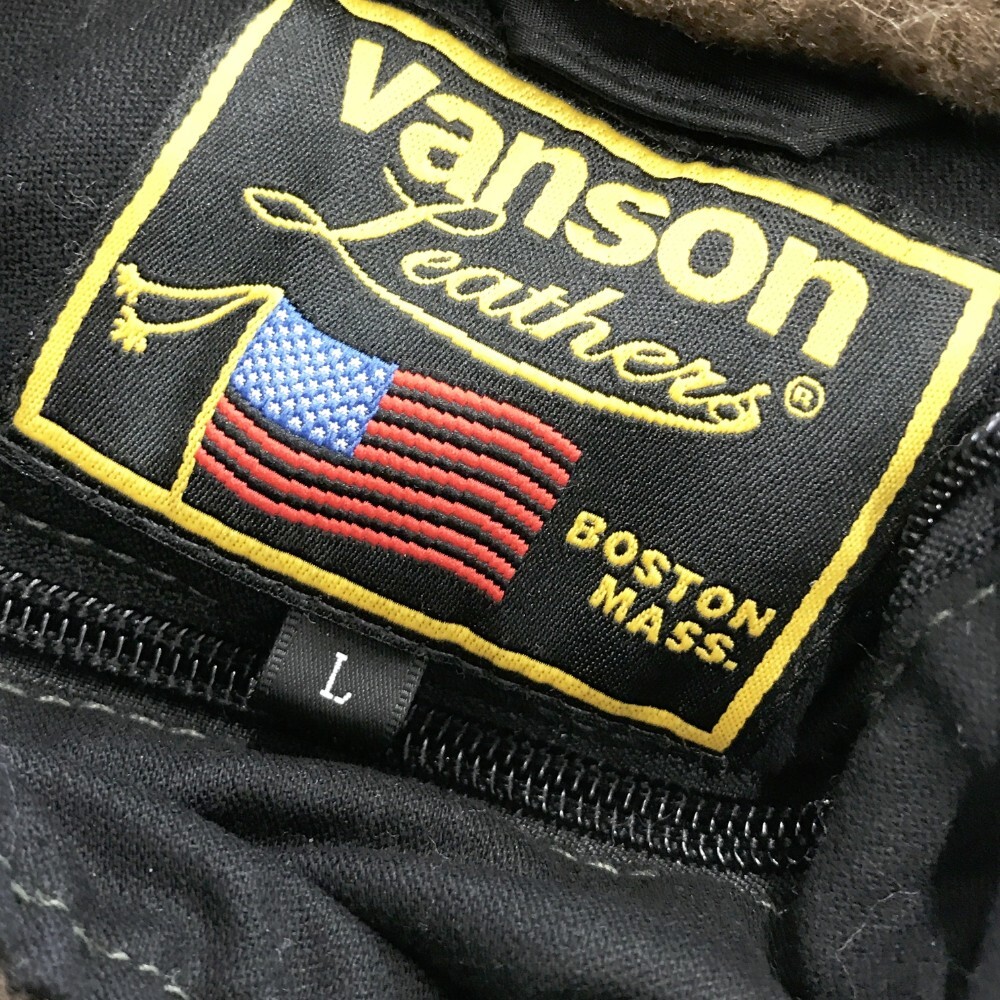 vanson
Leathers®
BOSTON
MASS.
L